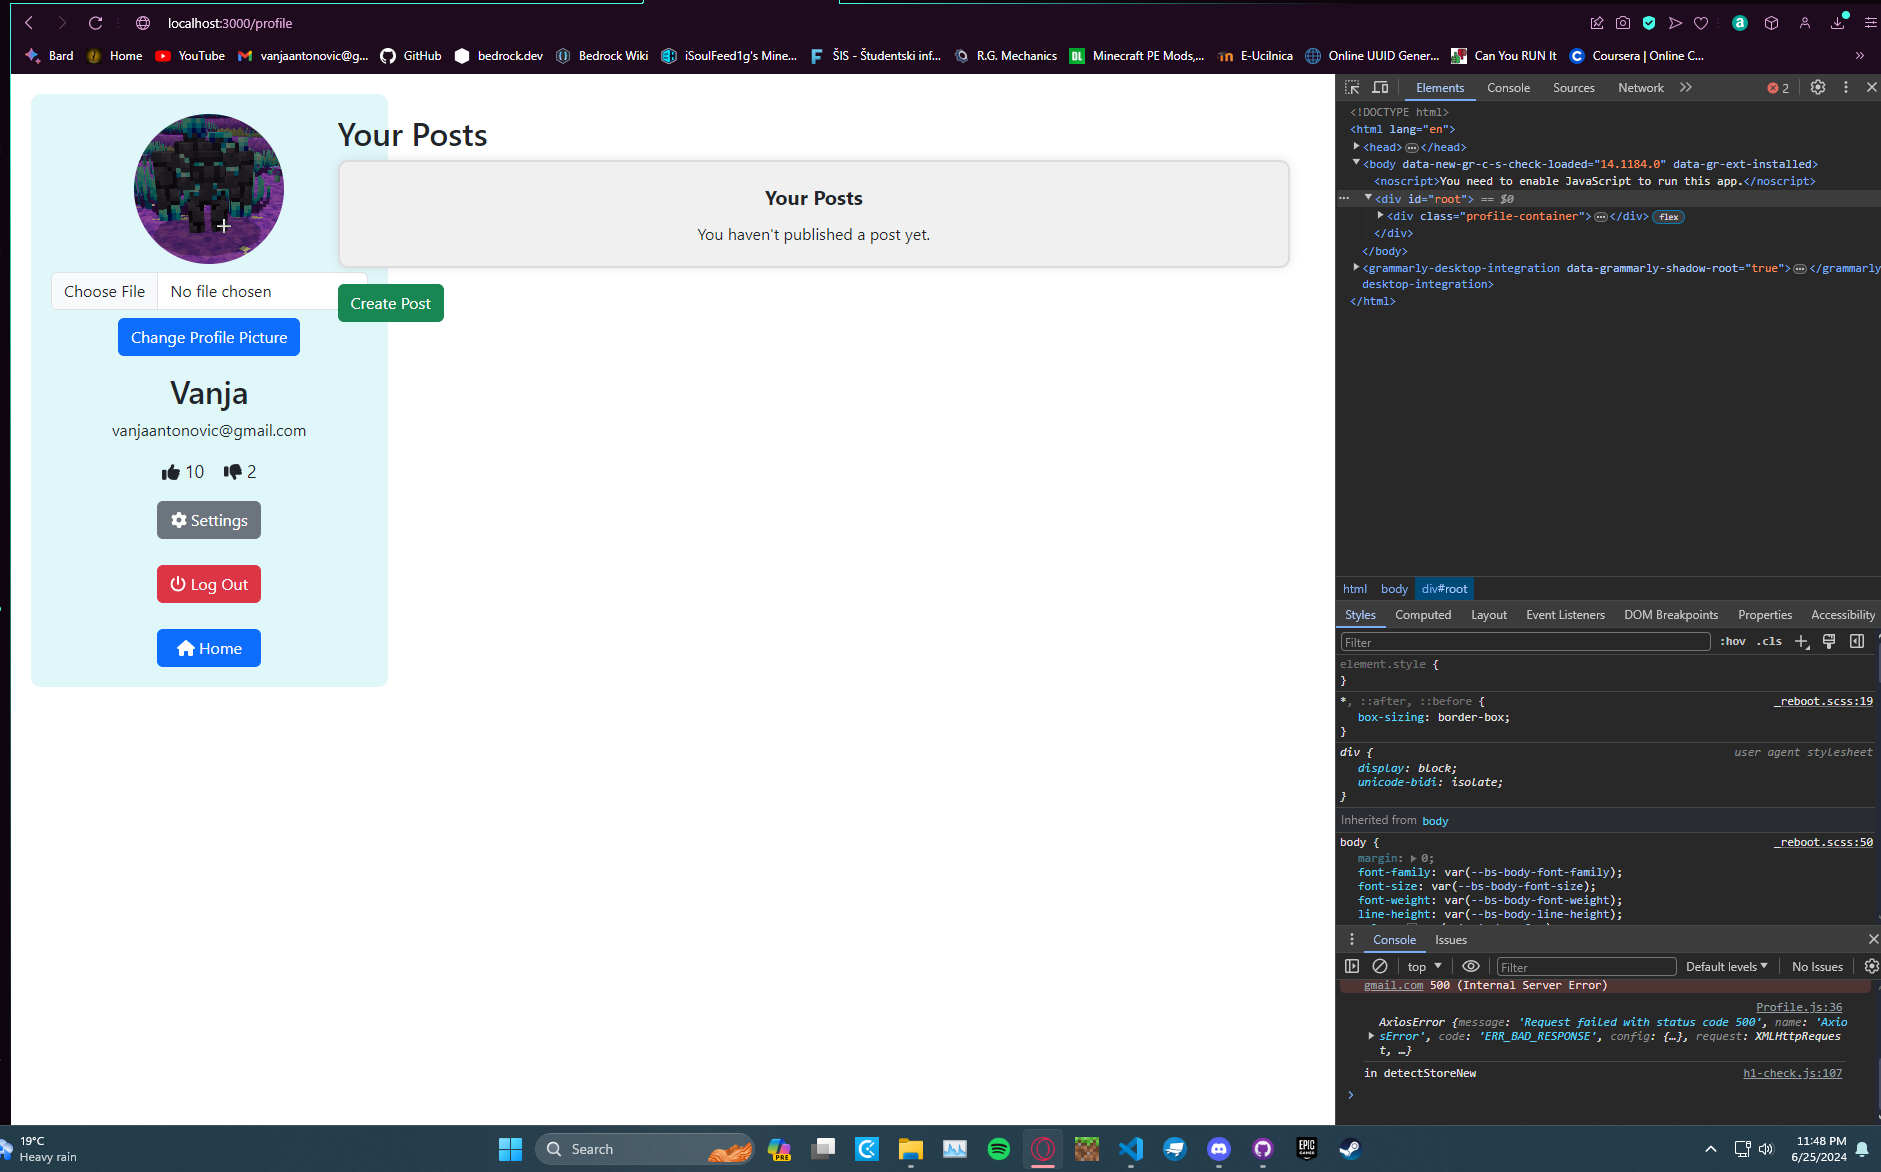 localhost:3000/profile
Bard Home YouTube vanjaantonovic@g... GitHub bedrock.dev Bedrock Wiki iSoulFeed1g's Mine... ŠIS - Študentski inf... R.G. Mechanics Minecraft PE Mods,... E-Ucilnica Online UUID Gener... Can You RUN It Coursera | Online C... »
Your Posts
Your Posts
You haven't published a post yet.
Choose File No file chosen
Create Post
Change Profile Picture
Vanja
vanjaantonovic@gmail.com
10 2
Settings
Log Out
Home
Elements Console Sources Network » 2
<!DOCTYPE html>
<html lang="en">
<head>…</head>
<body data-new-gr-c-s-check-loaded="14.1184.0" data-gr-ext-installed>
<noscript>You need to enable JavaScript to run this app.</noscript>
… <div id="root"> == $0
<div class="profile-container">…</div> flex
</div>
</body>
<grammarly-desktop-integration data-grammarly-shadow-root="true">…</grammarly
desktop-integration>
</html>
html body div#root
Styles Computed Layout Event Listeners DOM Breakpoints Properties Accessibility
Filter :hov .cls
element.style {
}
*, ::after, ::before { _reboot.scss:19
box-sizing: border-box;
}
div { user agent stylesheet
display: block;
unicode-bidi: isolate;
}
Inherited from body
body { _reboot.scss:50
margin: 0;
font-family: var(--bs-body-font-family);
font-size: var(--bs-body-font-size);
font-weight: var(--bs-body-font-weight);
line-height: var(--bs-body-line-height);
Console Issues
top Filter Default levels No Issues
gmail.com 500 (Internal Server Error)
Profile.js:36
AxiosError {message: 'Request failed with status code 500', name: 'Axio
sError', code: 'ERR_BAD_RESPONSE', config: {…}, request: XMLHttpReques
t, …}
in detectStoreNew h1-check.js:107
19°C
Heavy rain
Search
PRE
EPIC GAMES
11:48 PM
6/25/2024